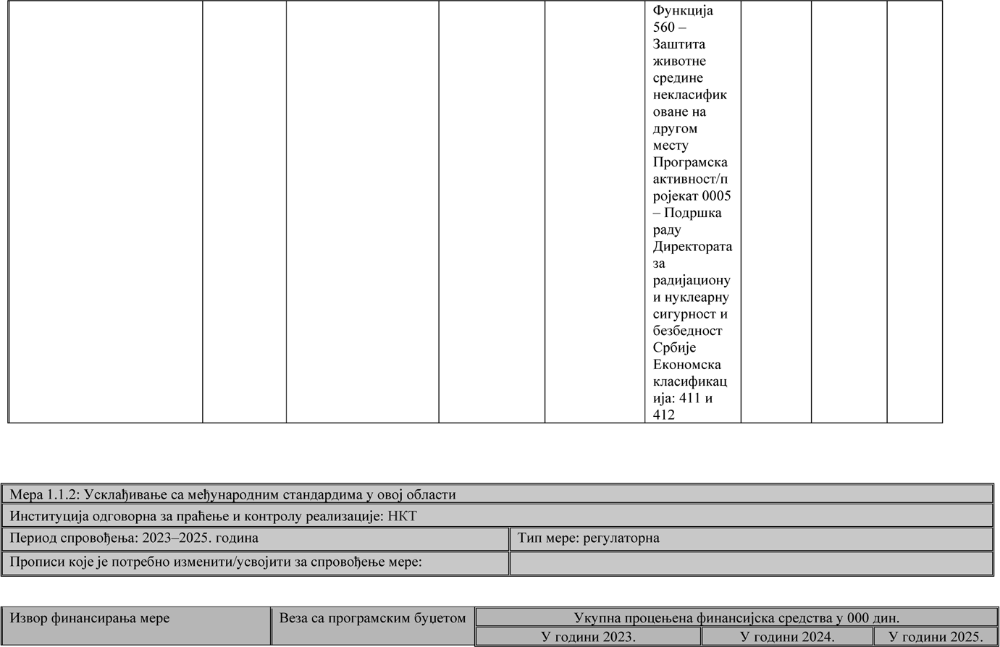 Функција
560 –
Заштита
животне
средине
некласифик
оване на
другом
месту
Програмска
активност/п
ројекат 0005
– Подршка
раду
Директората
за
радијациону
и нуклеарну
сигурност и
безбедност
Србије
Економска
класификац
ија: 411 и
412
Мера 1.1.2: Усклађивање са међународним стандардима у овој области
Институција одговорна за праћење и контролу реализације: НКТ
Период спровођења: 2023–2025. година
Тип мере: регулаторна
Прописи које је потребно изменити/усвојити за спровођење мере:
Извор финансирања мере
Веза са програмским буџетом
Укупна процењена финансијска средства у 000 дин.
У години 2023.
У години 2024.
У години 2025.